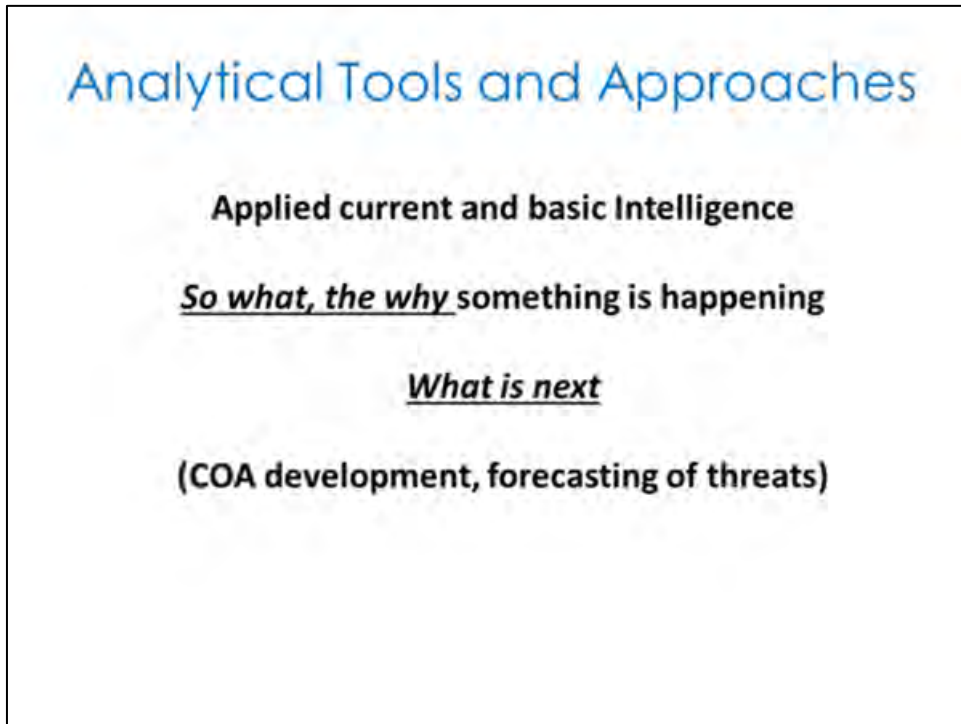 Analytical Tools and Approaches
Applied current and basic Intelligence
So what, the why something is happening
What is next
(COA development, forecasting of threats)